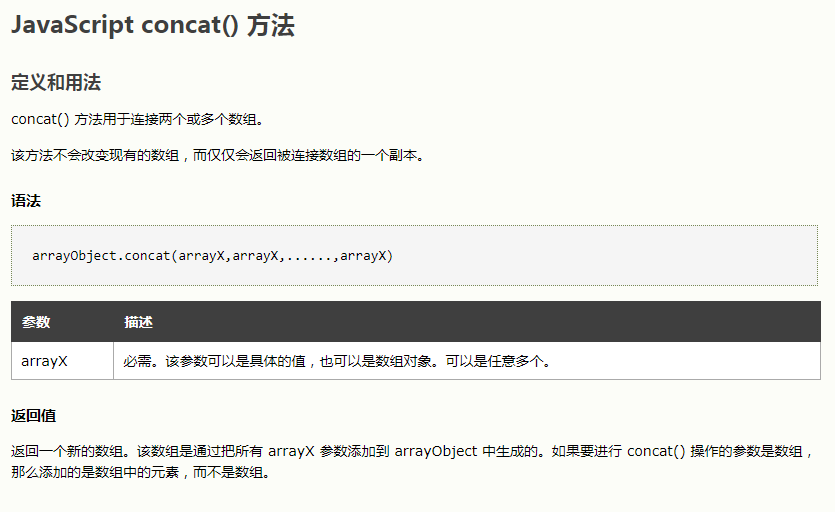 JavaScript concat() 方法
定义和用法
concat() 方法用于连接两个或多个数组。
该方法不会改变现有的数组，而仅仅会返回被连接数组的一个副本。
语法
arrayObject.concat(arrayX,arrayX,......,arrayX)
参数 描述
arrayX 必需。该参数可以是具体的值，也可以是数组对象。可以是任意多个。
返回值
返回一个新的数组。该数组是通过把所有 arrayX 参数添加到 arrayObject 中生成的。如果要进行 concat() 操作的参数是数组，
那么添加的是数组中的元素，而不是数组。